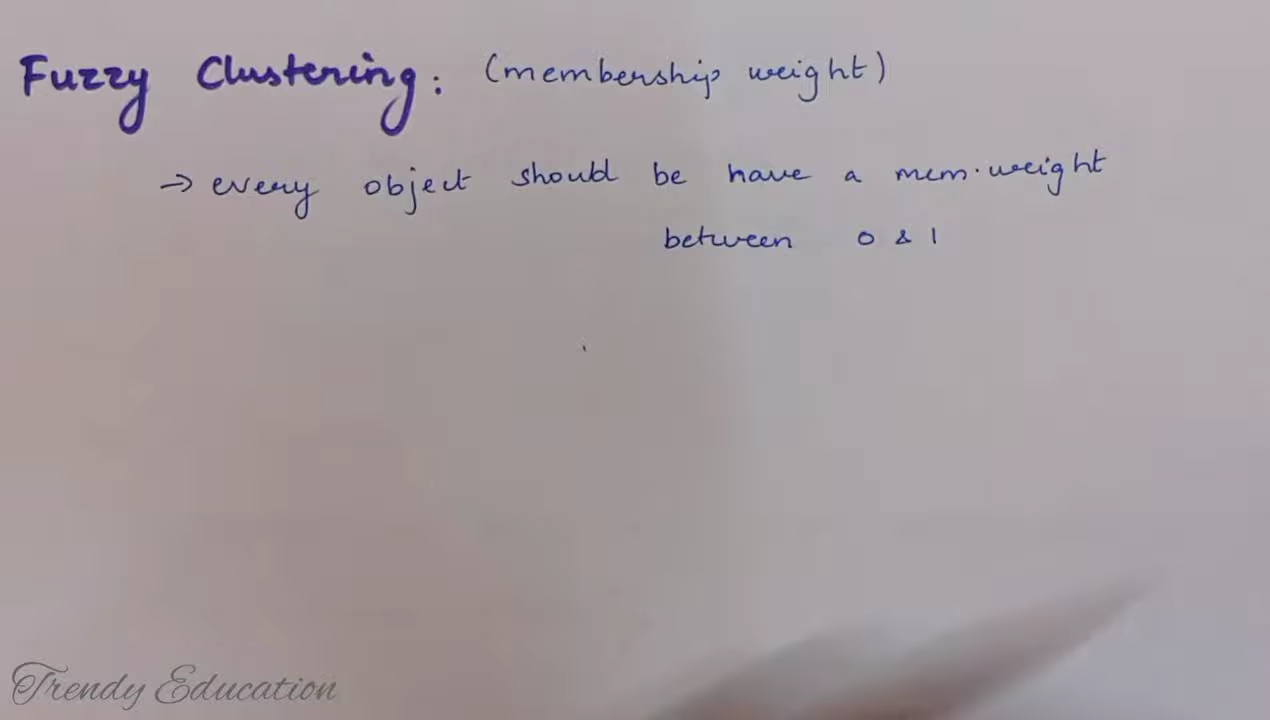 Fuzzy Clustering: (membership weight)
→ every object should be have a mem. weight
between 0 & 1
Trendy Education